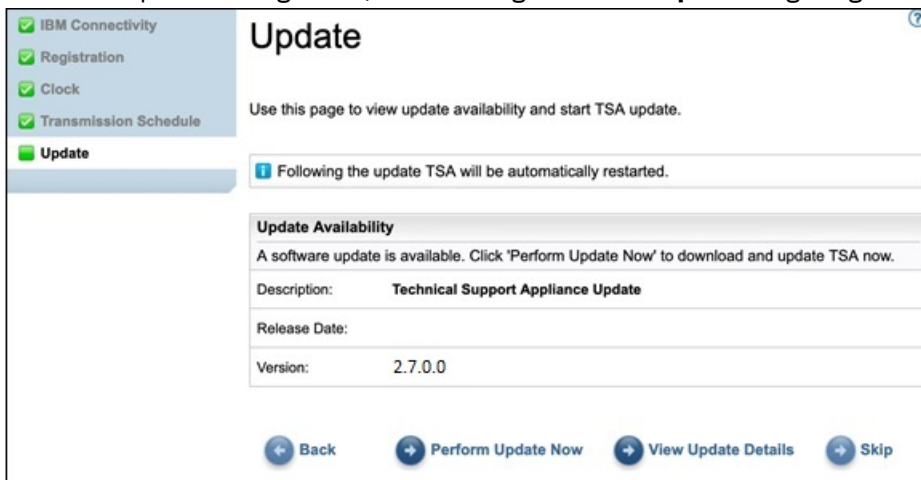 IBM Connectivity
Registration
Clock
Transmission Schedule
Update
Update
Use this page to view update availability and start TSA update.
Following the update TSA will be automatically restarted.
Update Availability
A software update is available. Click 'Perform Update Now' to download and update TSA now.
Description: Technical Support Appliance Update
Release Date:
Version: 2.7.0.0
Back Perform Update Now View Update Details Skip